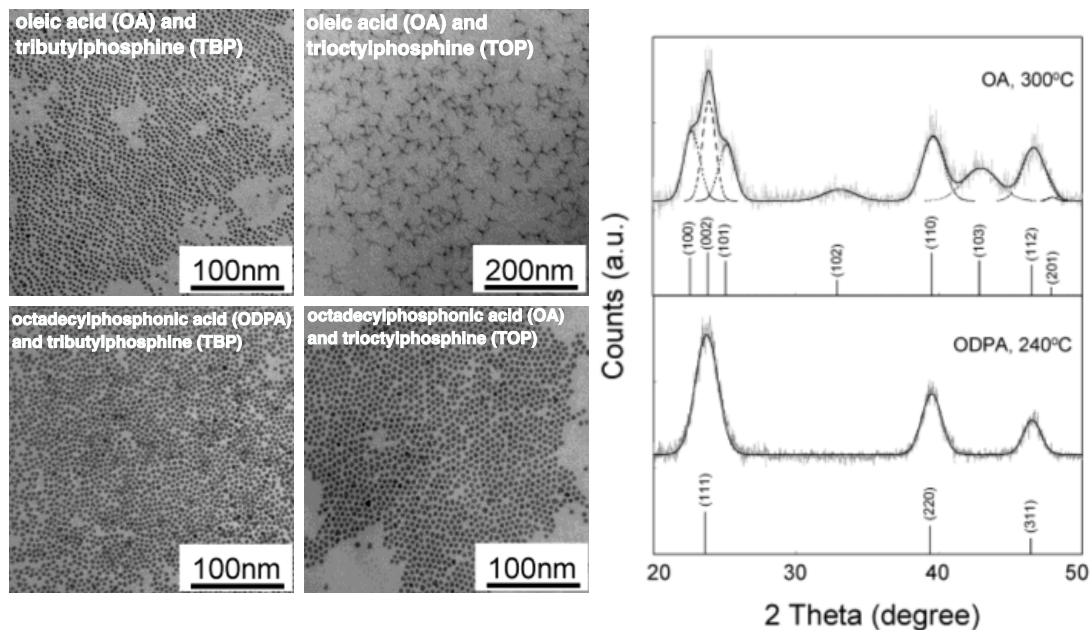 oleic acid (OA) and
tributylphosphine (TBP)
100nm
oleic acid (OA) and
trioctylphosphine (TOP)
200nm
octadecylphosphonic acid (ODPA)
and tributylphosphine (TBP)
100nm
octadecylphosphonic acid (OA)
and trioctylphosphine (TOP)
100nm
Counts (a.u.)
OA, 300ºC
(100)
(002)
(101)
(102)
(110)
(103)
(112)
(201)
ODPA, 240ºC
(111)
(220)
(311)
20 30 40 50
2 Theta (degree)